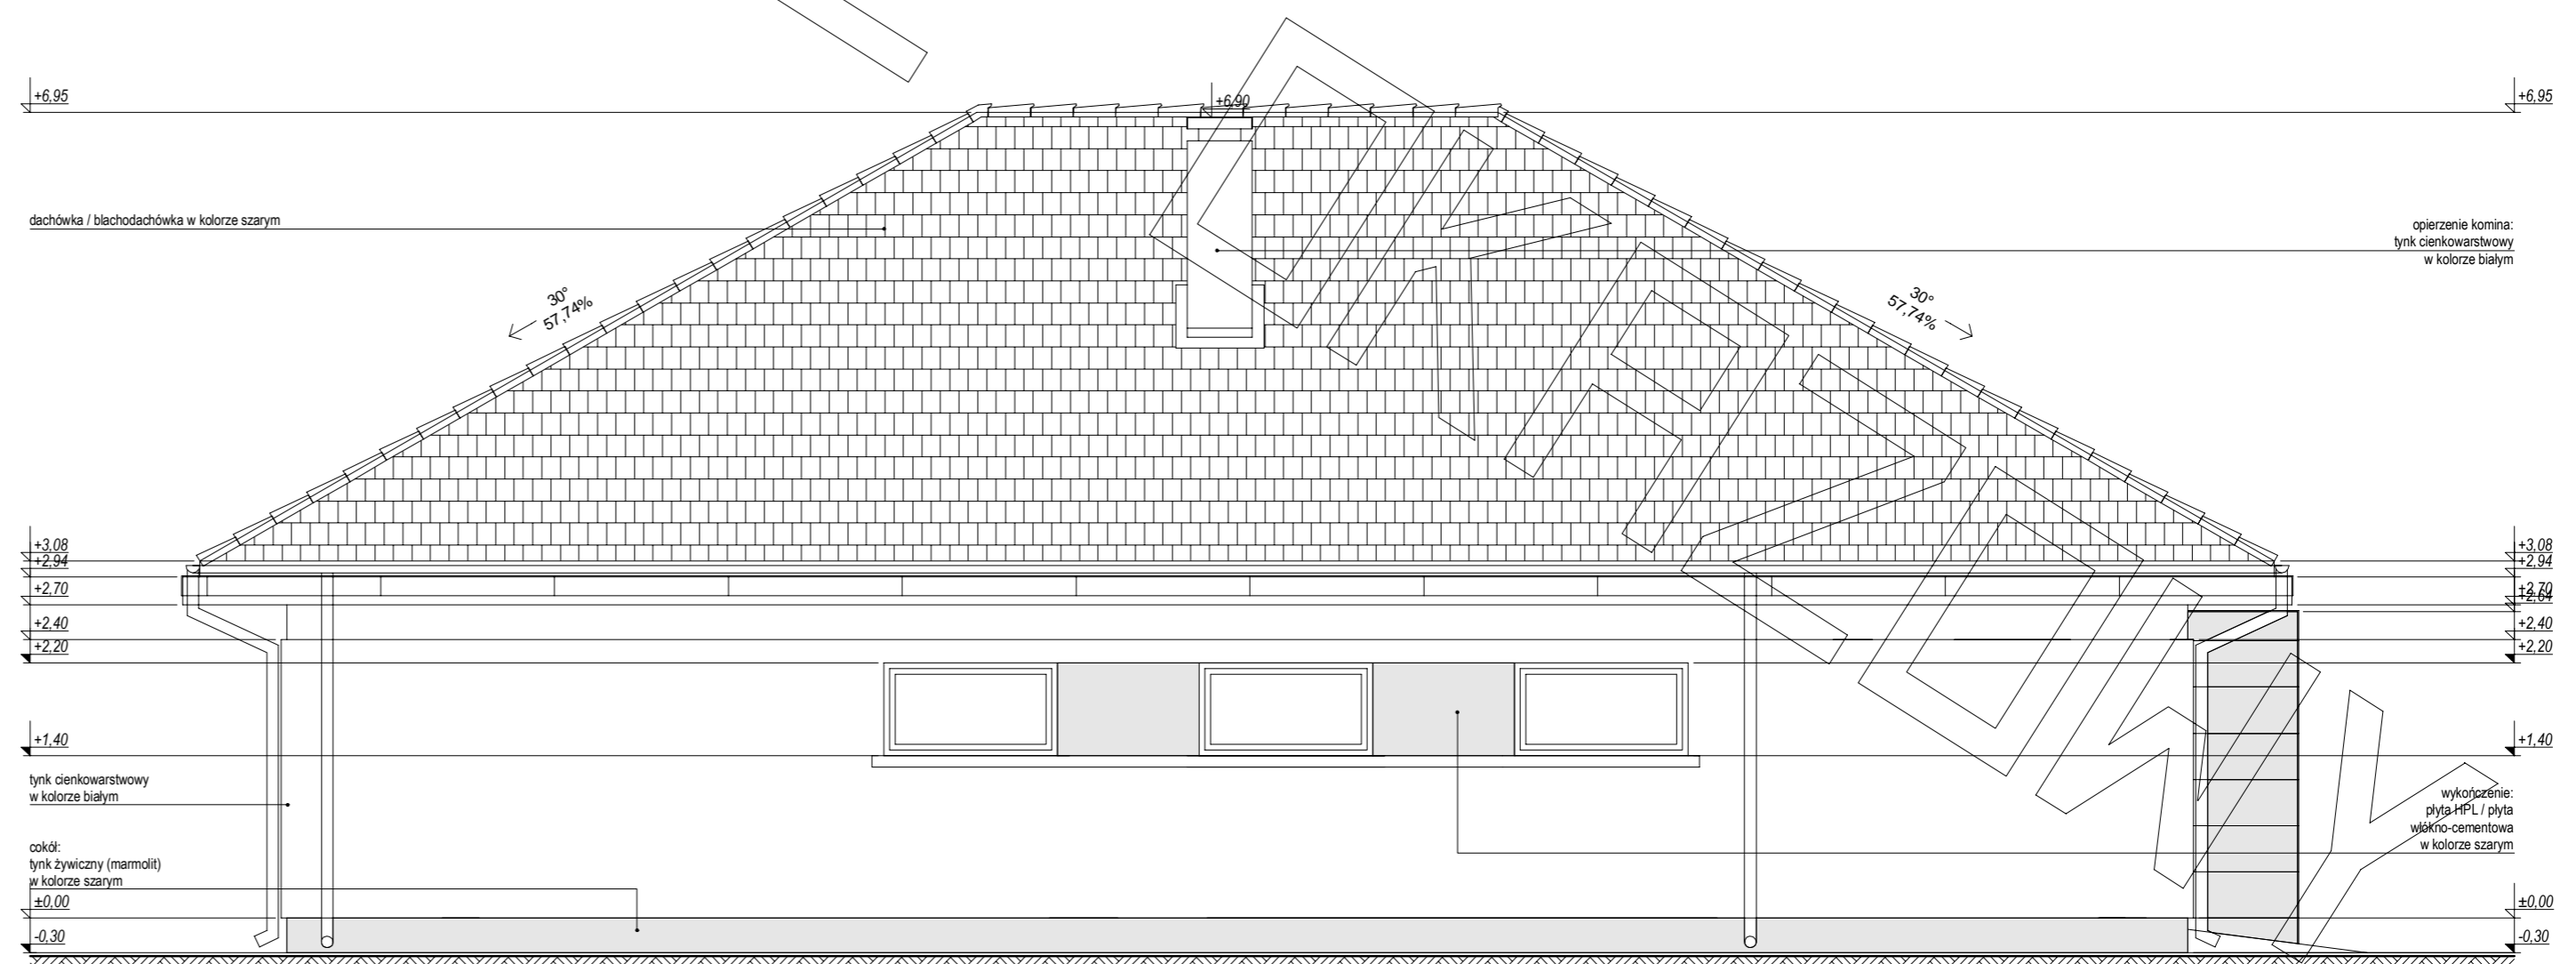 +6,95
+6,90
+6,95
dachówka / blachodachówka w kolorze szarym
opierzenie komina:
tynk cienkowarstwowy
w kolorze białym
30°
57,74%
30°
57,74%
+3,08
+2,94
+2,70
+2,40
+2,20
+1,40
+3,08
+2,94
+2,70
+2,64
+2,40
+2,20
+1,40
tynk cienkowarstwowy
w kolorze białym
cokół:
tynk żywiczny (marmolit)
w kolorze szarym
wykończenie:
płyta HPL / płyta
włókno-cementowa
w kolorze szarym
±0,00
-0,30
±0,00
-0,30